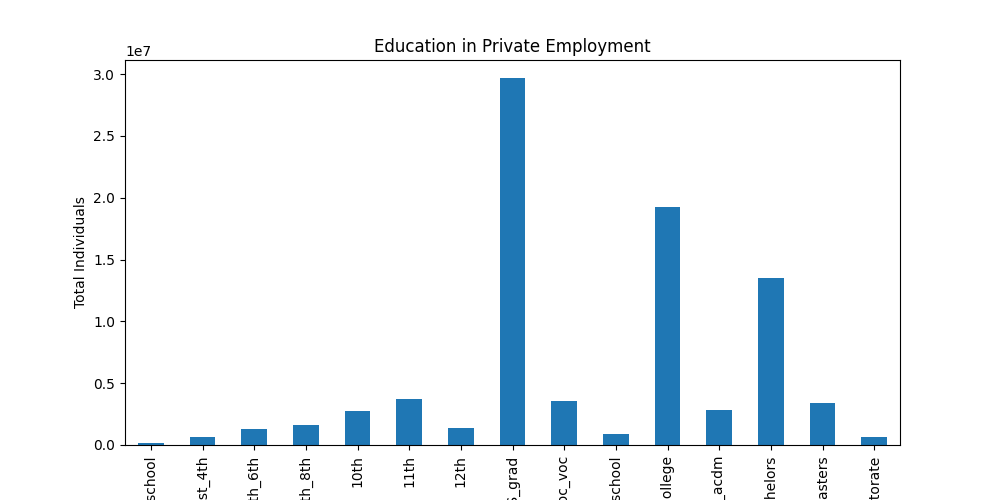 Education in Private Employment
1e7
3.0
2.5
2.0
1.5
1.0
0.5
0.0
Total Individuals
school
st_4th
th_6th
th_8th
10th
11th
12th
S_grad
oc_voc
school
ollege
_acdm
helors
asters
torate